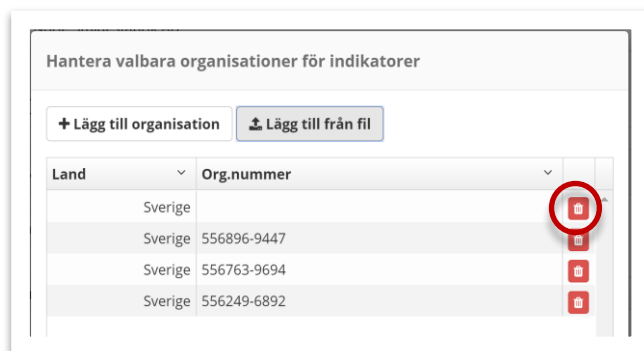 Hantera valbara organisationer för indikatorer
+ Lägg till organisation Lägg till från fil
Land Org.nummer
Sverige
Sverige 556896-9447
Sverige 556763-9694
Sverige 556249-6892